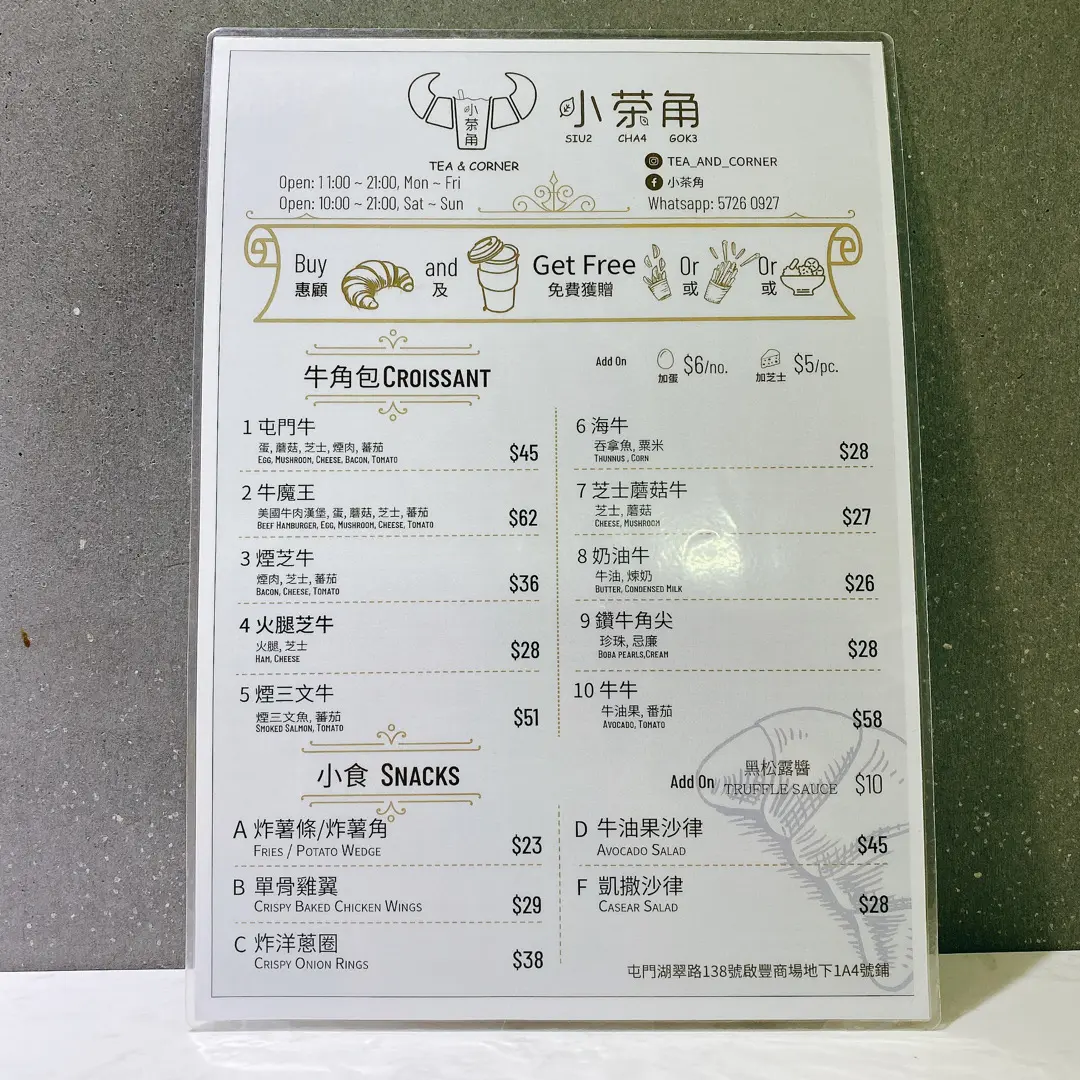 小茶角
小茶角
SIU2 CHA4 GOK3
TEA & CORNER
TEA_AND_CORNER
小茶角
Open: 11:00 ~ 21:00, Mon ~ Fri
Open: 10:00 ~ 21:00, Sat ~ Sun
Whatsapp: 5726 0927
Buy and Get Free Or Or
惠顧 及 免費獲贈 或 或
牛角包 CROISSANT
Add On $6/no. $5/pc.
加蛋 加芝士
1 屯門牛
蛋, 蘑菇, 芝士, 煙肉, 蕃茄
EGG, MUSHROOM, CHEESE, BACON, TOMATO
$45
2 牛魔王
美國牛肉漢堡, 蛋, 蘑菇, 芝士, 蕃茄
BEEF HAMBURGER, EGG, MUSHROOM, CHEESE, TOMATO
$62
3 煙芝牛
煙肉, 芝士, 蕃茄
BACON, CHEESE, TOMATO
$36
4 火腿芝牛
火腿, 芝士
HAM, CHEESE
$28
5 煙三文牛
煙三文魚, 蕃茄
SMOKED SALMON, TOMATO
$51
6 海牛
吞拿魚, 粟米
THUNNUS , CORN
$28
7 芝士蘑菇牛
芝士, 蘑菇
CHEESE, MUSHROOM
$27
8 奶油牛
牛油, 煉奶
BUTTER, CONDENSED MILK
$26
9 鑽牛角尖
珍珠, 忌廉
BOBA PEARLS,CREAM
$28
10 牛牛
牛油果, 番茄
AVOCADO, TOMATO
$58
小食 SNACKS
Add On 黑松露醬 $10
TRUFFLE SAUCE
A 炸薯條/炸薯角
FRIES / POTATO WEDGE
$23
B 單骨雞翼
CRISPY BAKED CHICKEN WINGS
$29
C 炸洋蔥圈
CRISPY ONION RINGS
$38
D 牛油果沙律
AVOCADO SALAD
$45
F 凱撒沙律
CASEAR SALAD
$28
屯門湖翠路138號啟豐商場地下1A4號鋪